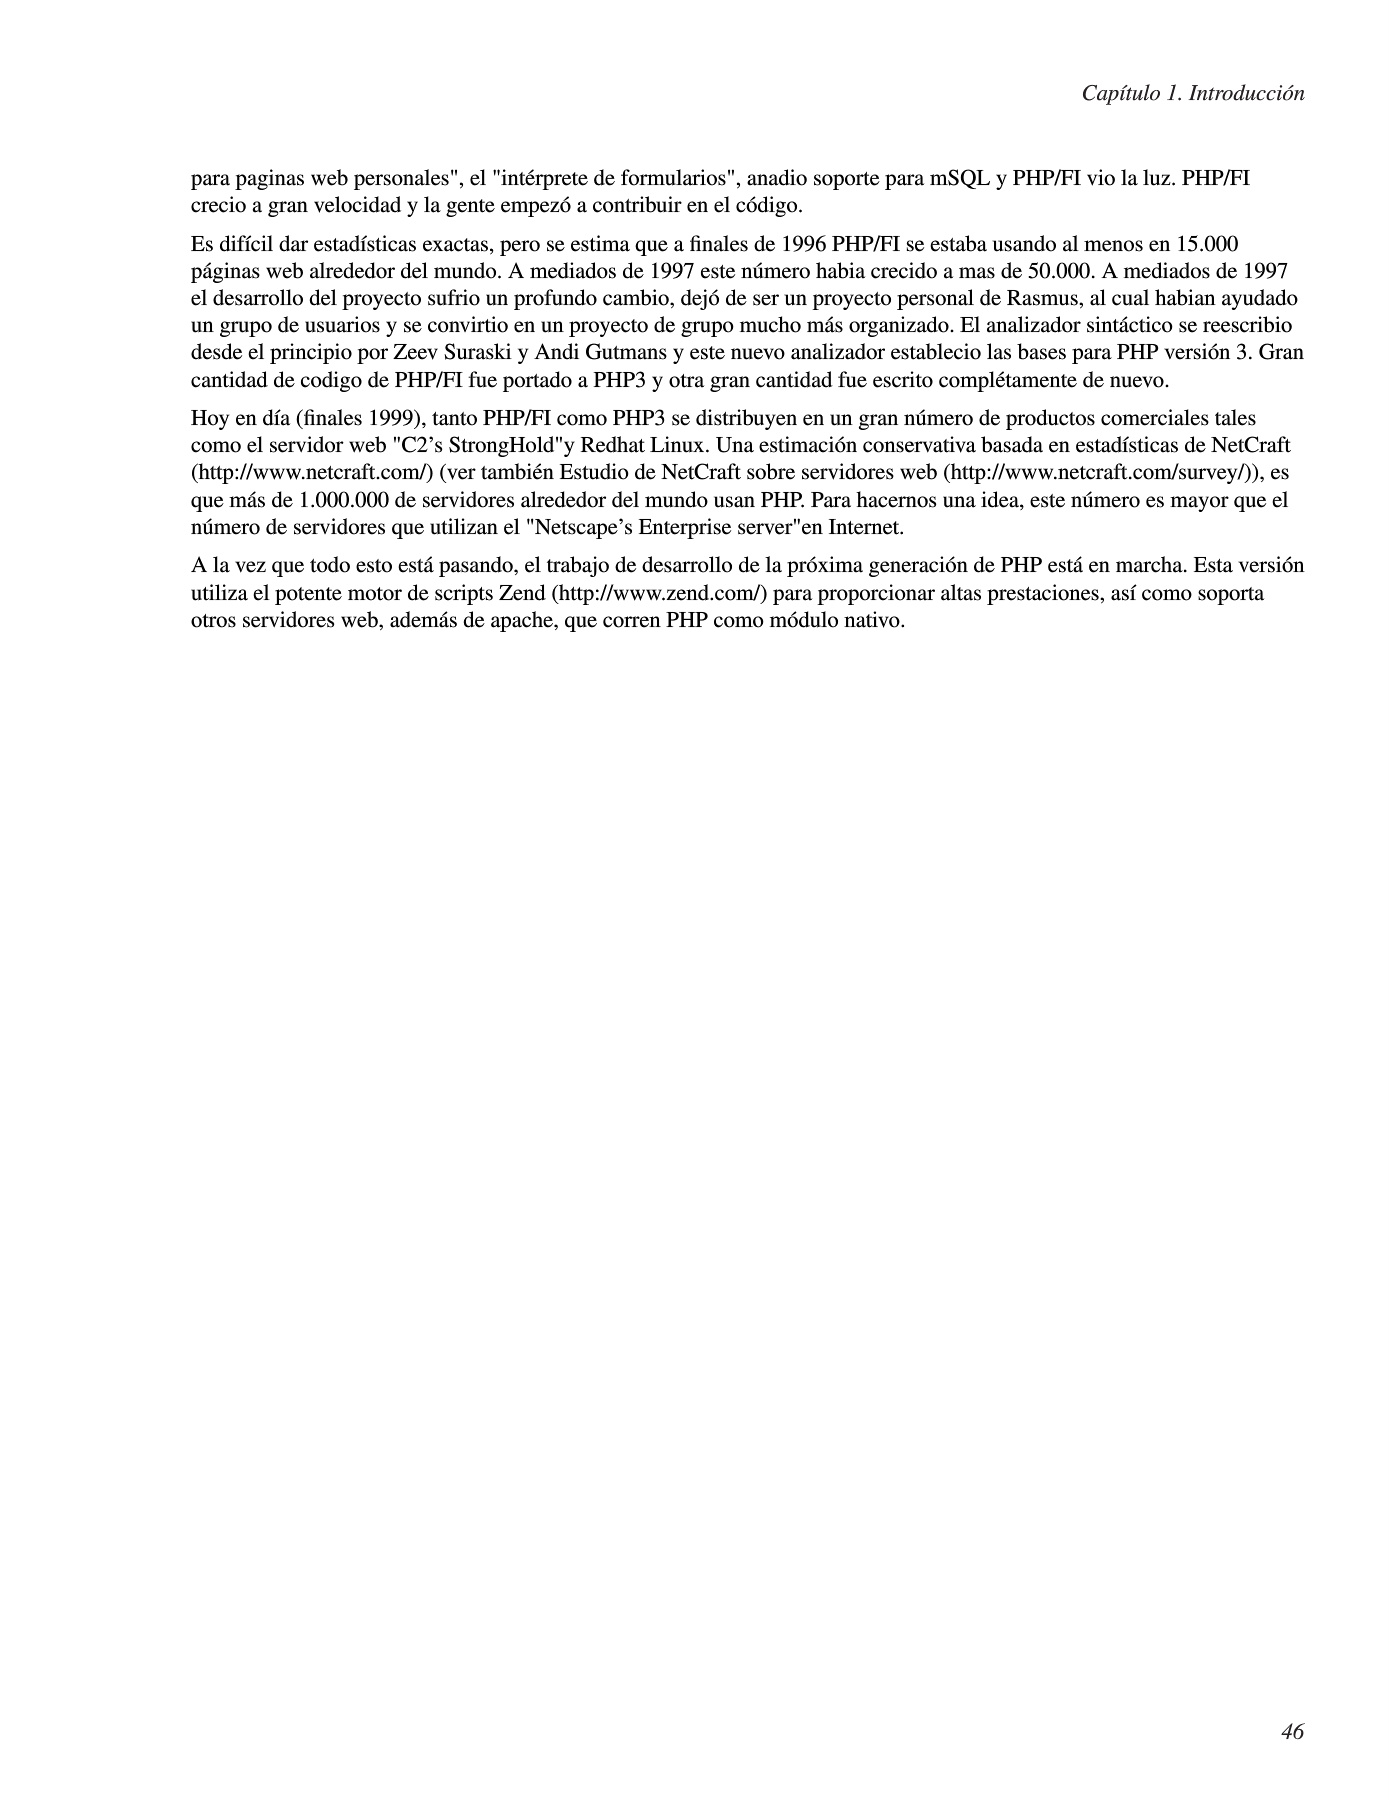 Capítulo 1. Introducción
para paginas web personales", el "intérprete de formularios", anadio soporte para mSQL y PHP/FI vio la luz. PHP/FI
crecio a gran velocidad y la gente empezó a contribuir en el código.
Es difícil dar estadísticas exactas, pero se estima que a finales de 1996 PHP/FI se estaba usando al menos en 15.000
páginas web alrededor del mundo. A mediados de 1997 este número habia crecido a mas de 50.000. A mediados de 1997
el desarrollo del proyecto sufrio un profundo cambio, dejó de ser un proyecto personal de Rasmus, al cual habian ayudado
un grupo de usuarios y se convirtio en un proyecto de grupo mucho más organizado. El analizador sintáctico se reescribio
desde el principio por Zeev Suraski y Andi Gutmans y este nuevo analizador establecio las bases para PHP versión 3. Gran
cantidad de codigo de PHP/FI fue portado a PHP3 y otra gran cantidad fue escrito complétamente de nuevo.
Hoy en día (finales 1999), tanto PHP/FI como PHP3 se distribuyen en un gran número de productos comerciales tales
como el servidor web "C2’s StrongHold"y Redhat Linux. Una estimación conservativa basada en estadísticas de NetCraft
(http://www.netcraft.com/) (ver también Estudio de NetCraft sobre servidores web (http://www.netcraft.com/survey/)), es
que más de 1.000.000 de servidores alrededor del mundo usan PHP. Para hacernos una idea, este número es mayor que el
número de servidores que utilizan el "Netscape’s Enterprise server"en Internet.
A la vez que todo esto está pasando, el trabajo de desarrollo de la próxima generación de PHP está en marcha. Esta versión
utiliza el potente motor de scripts Zend (http://www.zend.com/) para proporcionar altas prestaciones, así como soporta
otros servidores web, además de apache, que corren PHP como módulo nativo.
46